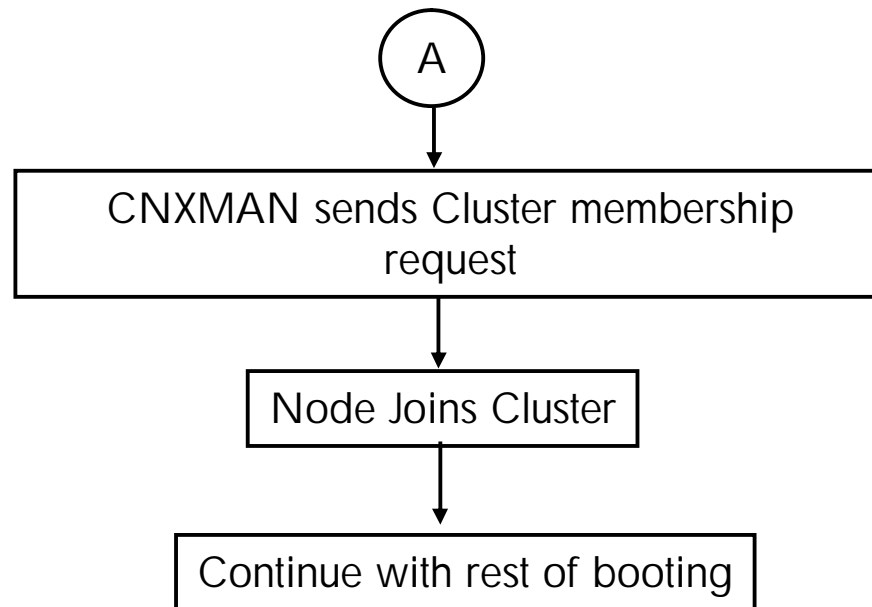 A
CNXMAN sends Cluster membership
request
Node Joins Cluster
Continue with rest of booting